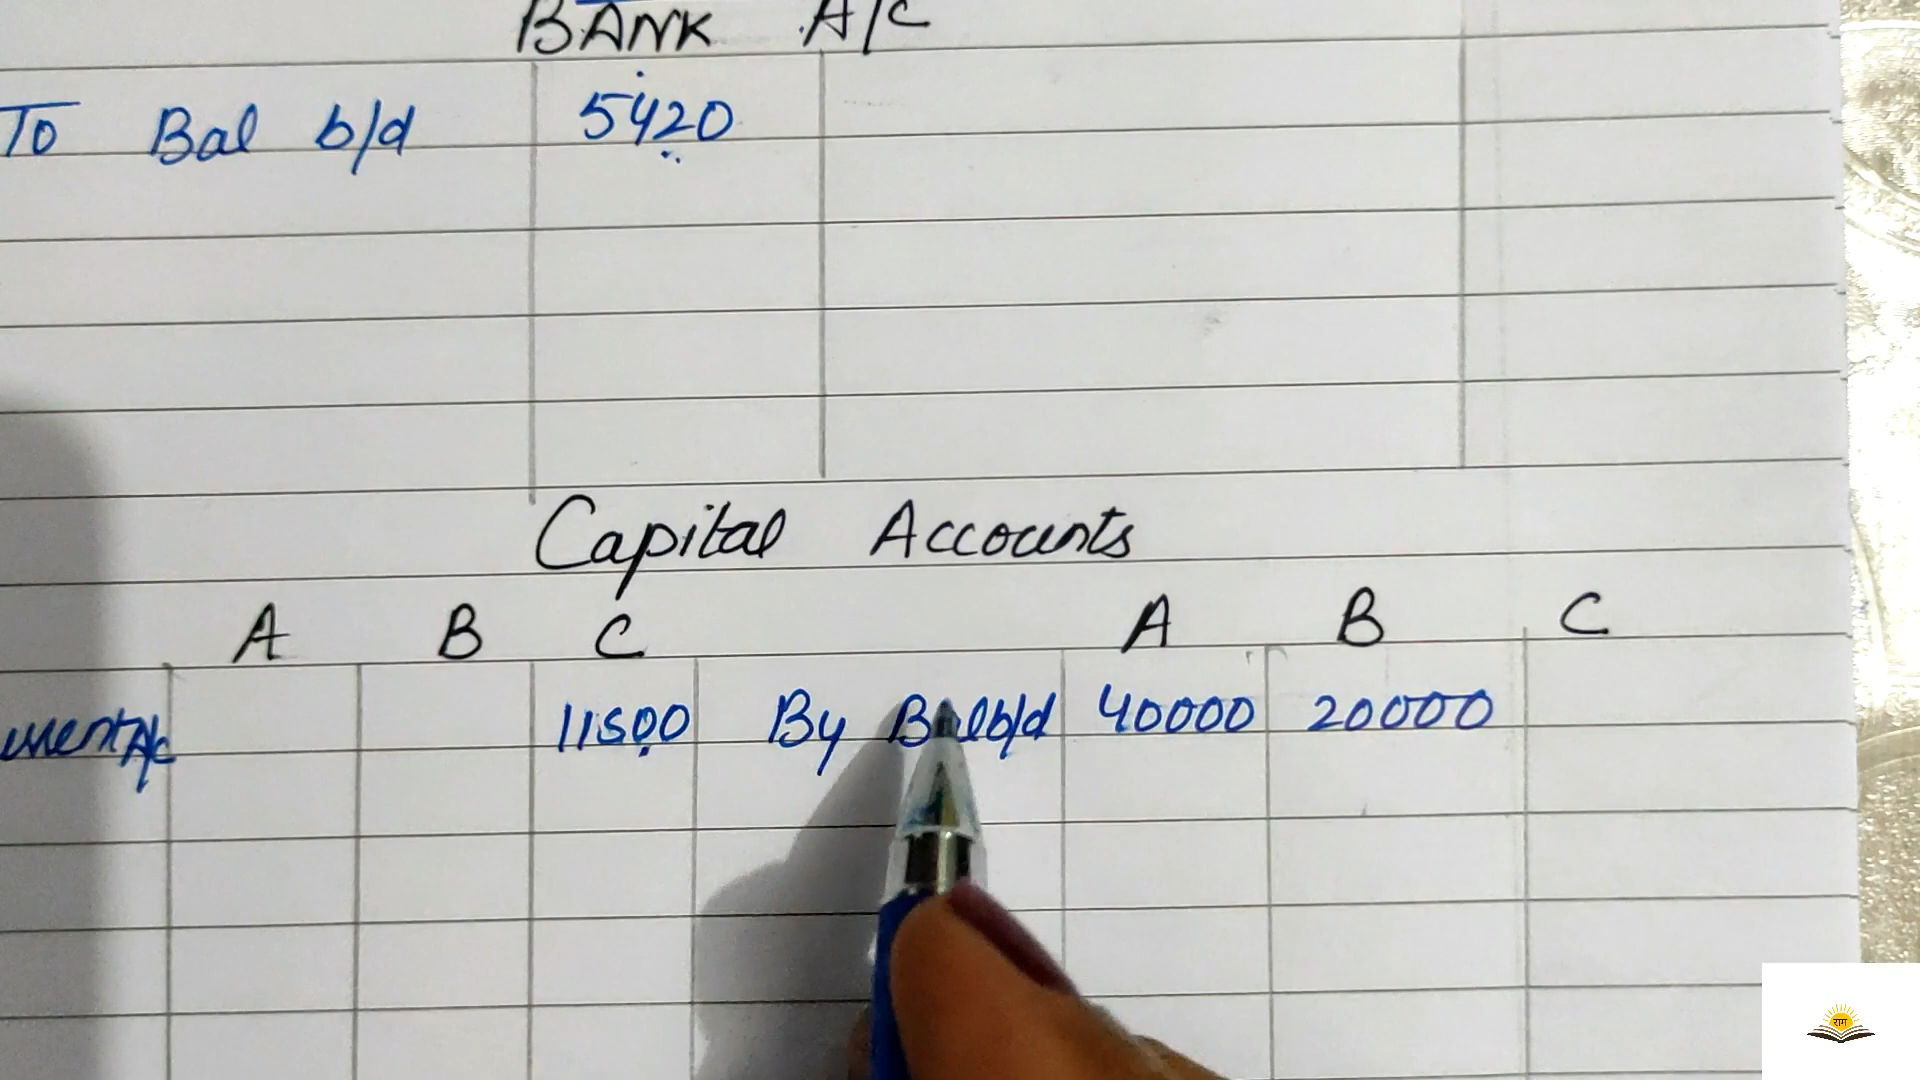 BANK A/C
To Bal b/d 5420
Capital Accounts
A B C A B C
A/c 11500 By Bal b/d 40000 20000
राग